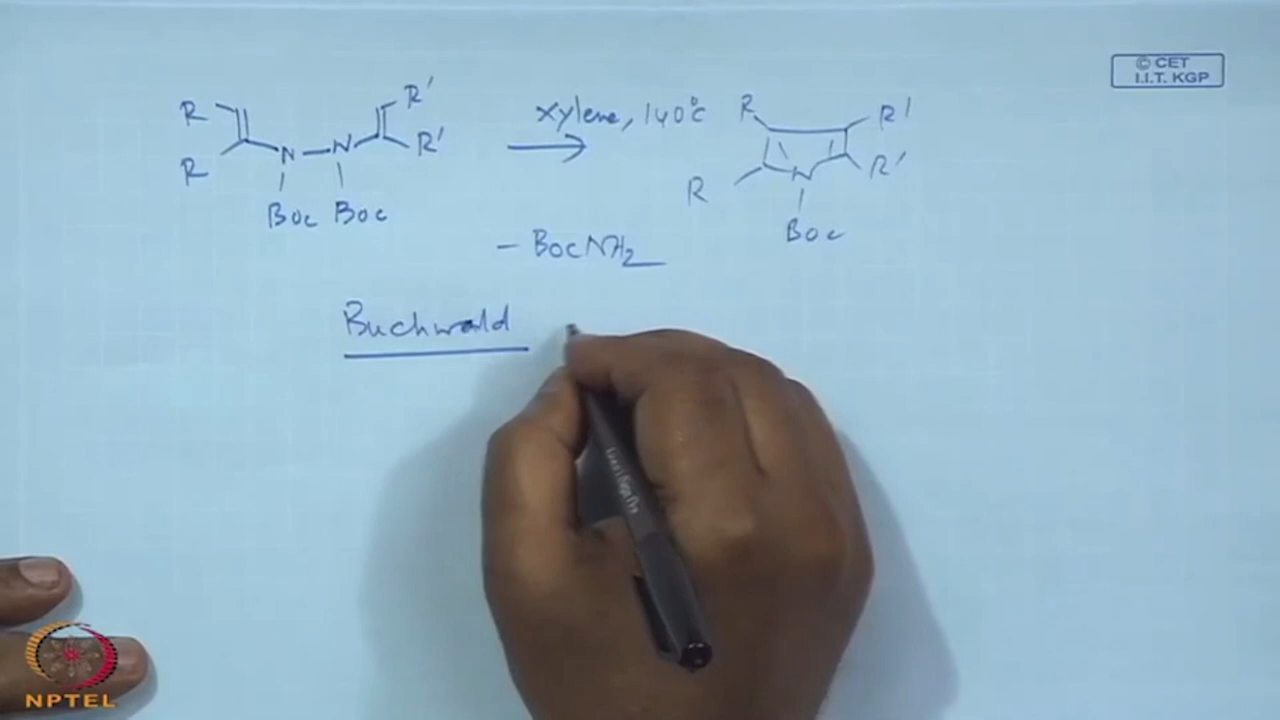 © CET
I.I.T. KGP
R R' xylene, 140°C R R'
R N N R' R N R'
Boc Boc Boc
- BocNH₂
Buchwald
NPTEL